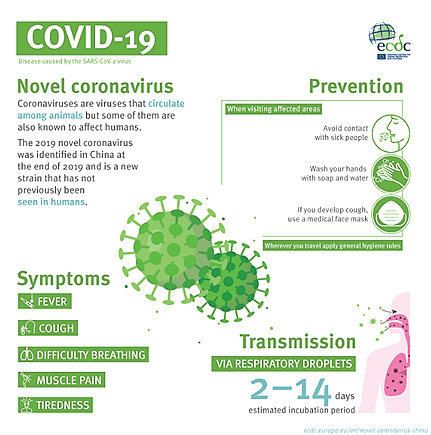 COVID-19
Disease caused by the SARS-CoV-2 virus
ecdc
Novel coronavirus
Coronaviruses are viruses that circulate
among animals but some of them are
also known to affect humans.
The 2019 novel coronavirus
was identified in China at
the end of 2019 and is a new
strain that has not
previously been
seen in humans.
Prevention
When visiting affected areas
Avoid contact
with sick people
Wash your hands
with soap and water
If you develop cough,
use a medical face mask
Wherever you travel apply general hygiene rules
Symptoms
FEVER
COUGH
DIFFICULTY BREATHING
MUSCLE PAIN
TIREDNESS
Transmission
VIA RESPIRATORY DROPLETS
2–14 days
estimated incubation period
ecdc.europa.eu/en/novel-coronavirus-china